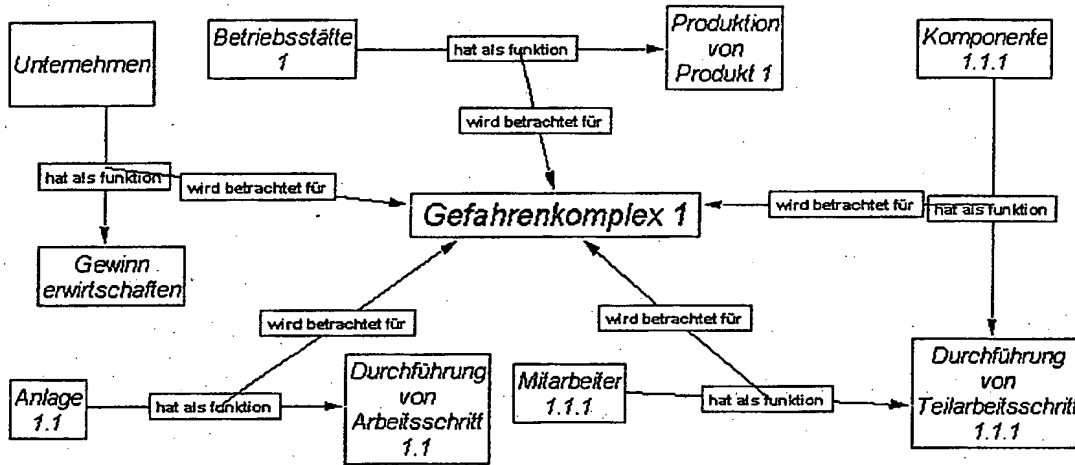 Unternehmen
Betriebsstätte
1
hat als funktion
Produktion
von
Produkt 1
Komponente
1.1.1
wird betrachtet für
hat als funktion
wird betrachtet für
Gefahrenkomplex 1
wird betrachtet für
hat als funktion
Gewinn
erwirtschaften
wird betrachtet für
wird betrachtet für
Anlage
1.1
hat als funktion
Durchführung
von
Arbeitsschritt
1.1
Mitarbeiter
1.1.1
hat als funktion
Durchführung
von
Teilarbeitsschritt
1.1.1